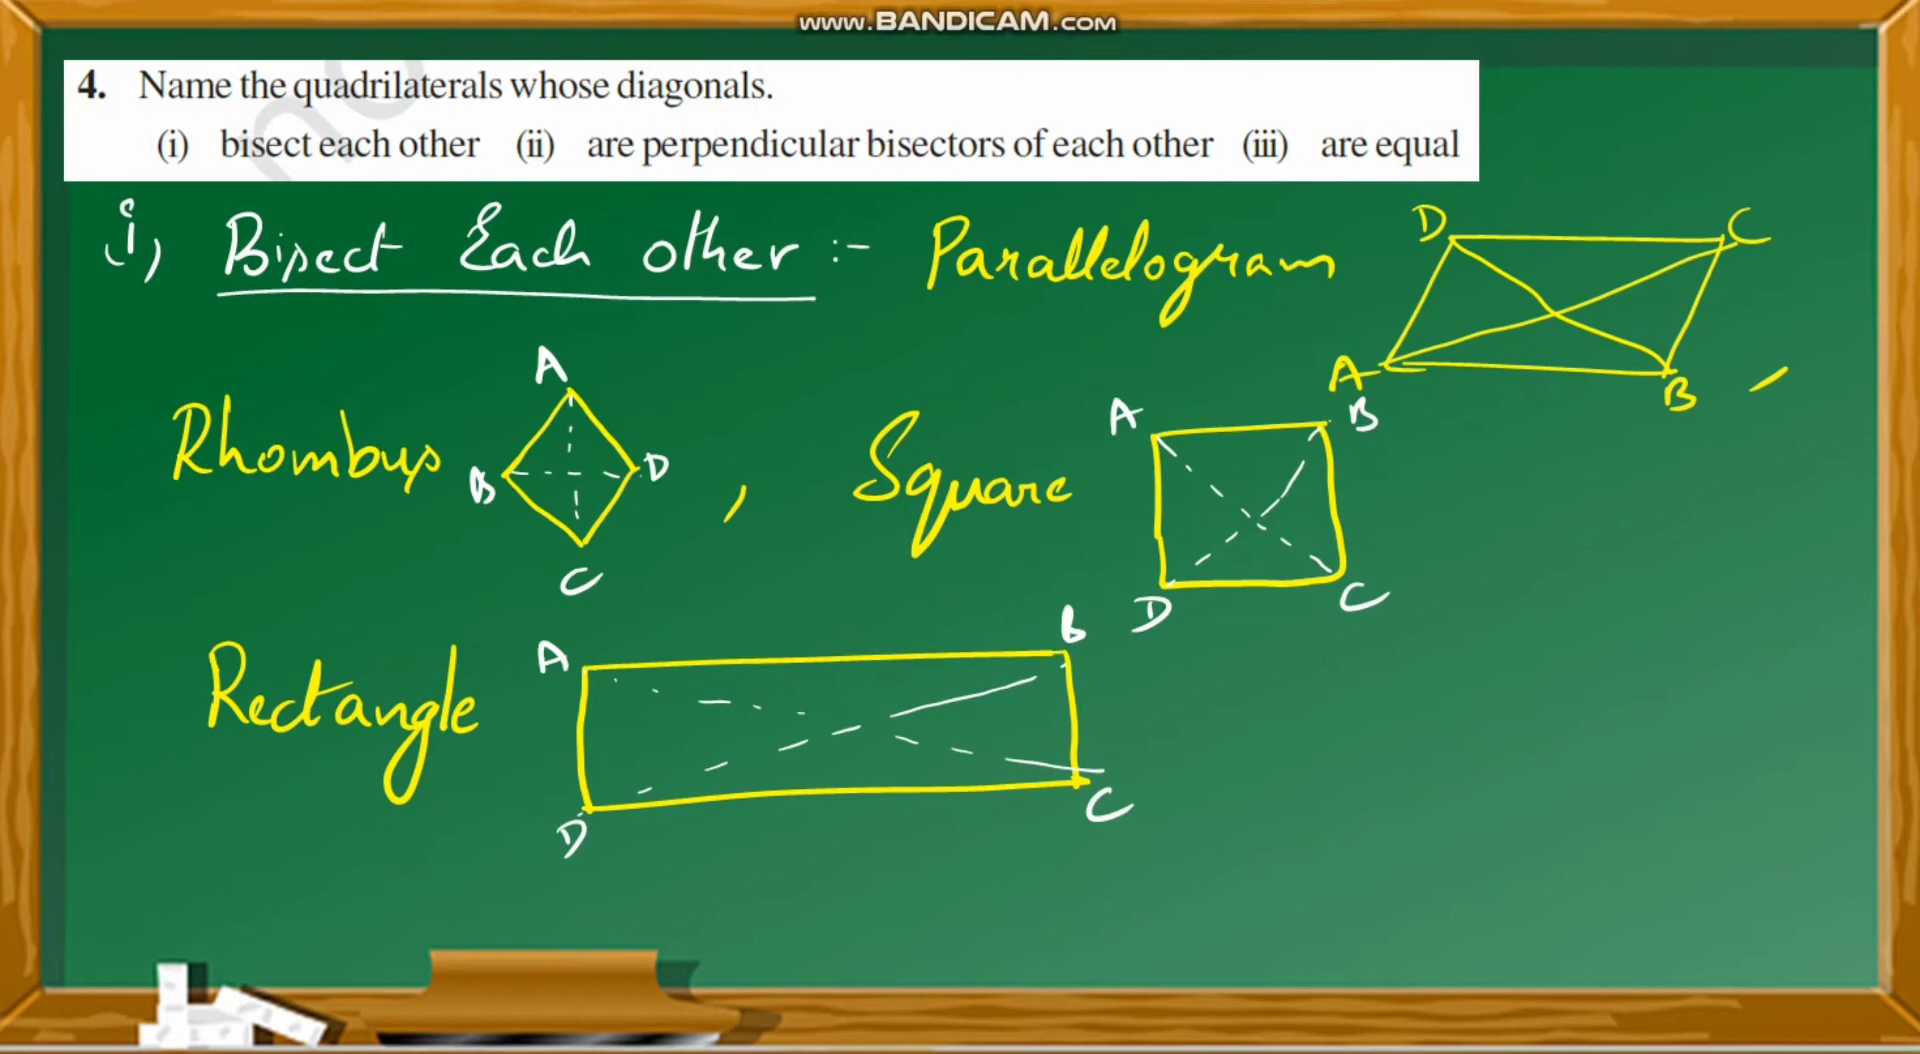 www.BANDICAM.com
4. Name the quadrilaterals whose diagonals.
(i) bisect each other (ii) are perpendicular bisectors of each other (iii) are equal
i) Bisect Each other :- Parallelogram
D C
A B ,
Rhombus
A
B D
C
, Square
A B
D C
Rectangle
A B
D C